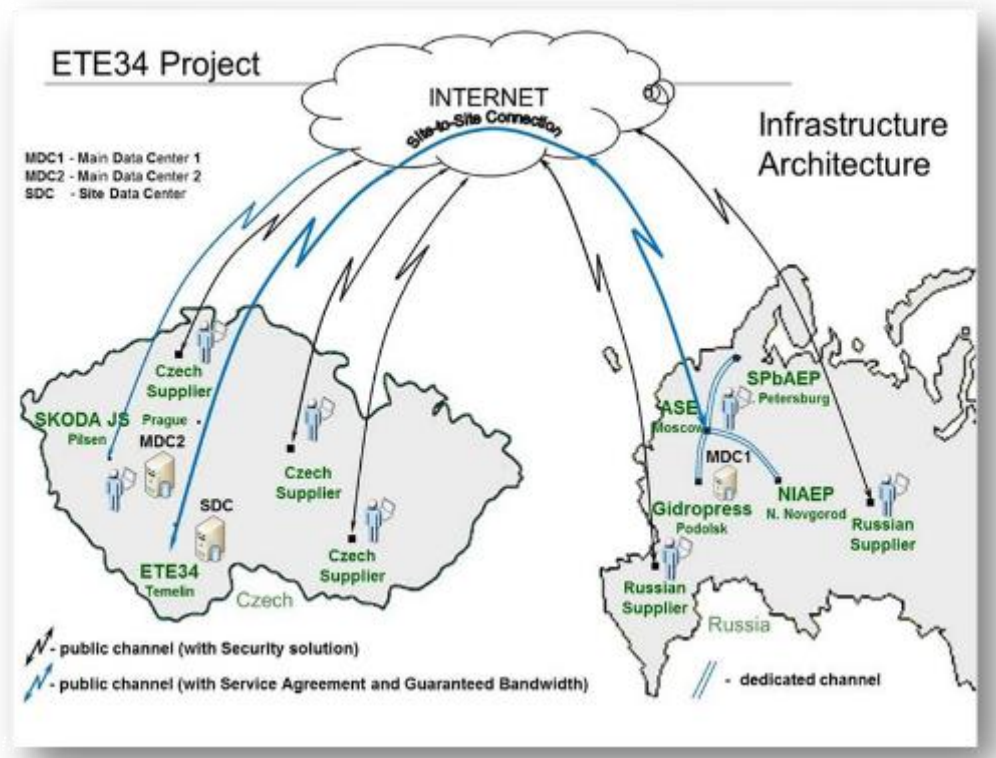 ETE34 Project
INTERNET
Site-to-Site Connection
Infrastructure
Architecture
MDC1 - Main Data Center 1
MDC2 - Main Data Center 2
SDC - Site Data Center
Czech
Supplier
SKODA JS
Pilsen
Prague
MDC2
SDC
Czech
Supplier
Czech
Supplier
ETE34
Temelin
Czech
SPbAEP
Petersburg
ASE
Moscow
MDC1
Gidropress
Podolsk
NIAEP
N. Novgorod
Russian
Supplier
Russian
Supplier
Russia
- public channel (with Security solution)
- public channel (with Service Agreement and Guaranteed Bandwidth)
- dedicated channel